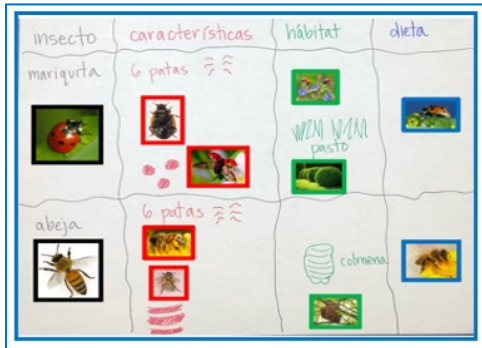 insecto características hábitat dieta
mariquita 6 patas
pasto
abeja 6 patas
colmena